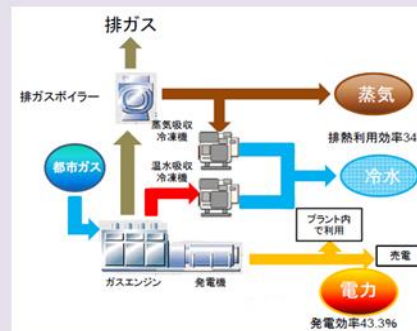 排ガス
排ガスボイラー
蒸気吸収
冷凍機
蒸気
排熱利用効率34
都市ガス
温水吸収
冷凍機
冷水
プラント内
で利用
売電
ガスエンジン
発電機
電力
発電効率43.3%